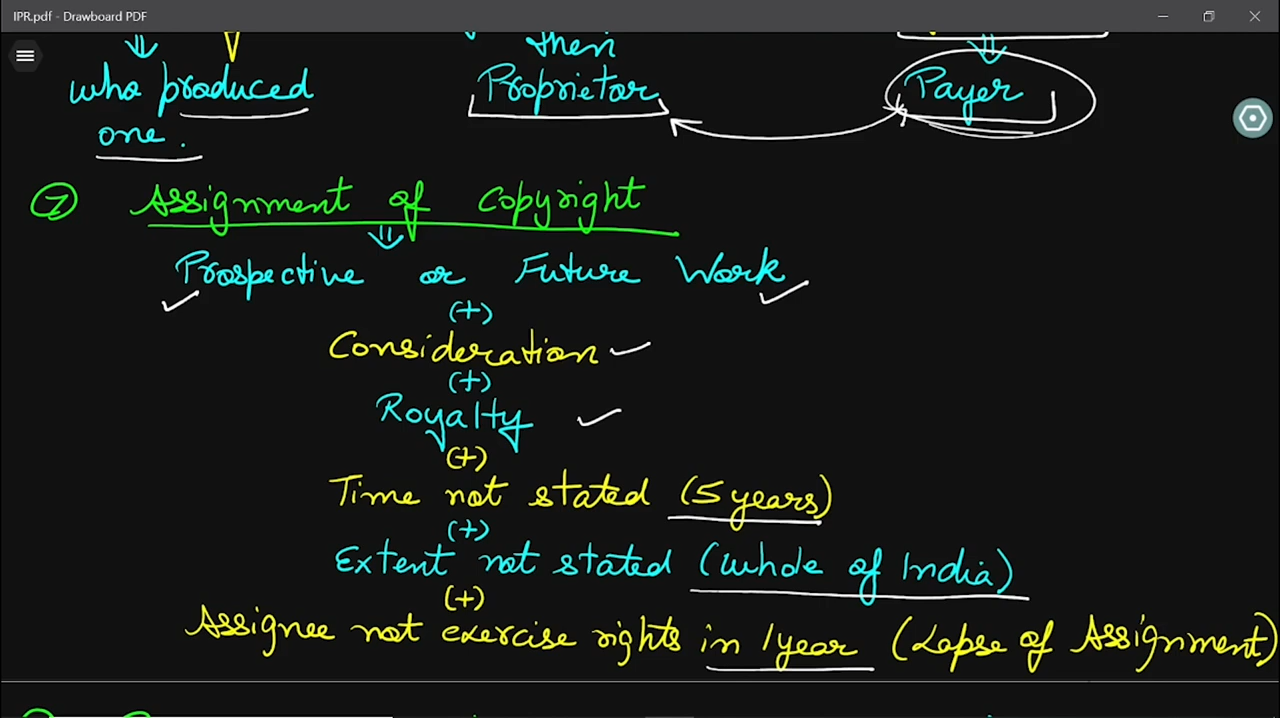 IPR.pdf - Drawboard PDF
who produced one.
then Proprietor
Payer
7 Assignment of Copyright
Prospective or Future Work
(+)
Consideration
(+)
Royalty
(+)
Time not stated (5 years)
(+)
Extent not stated (whole of India)
(+)
Assignee not exercise rights in 1 year (Lapse of Assignment)